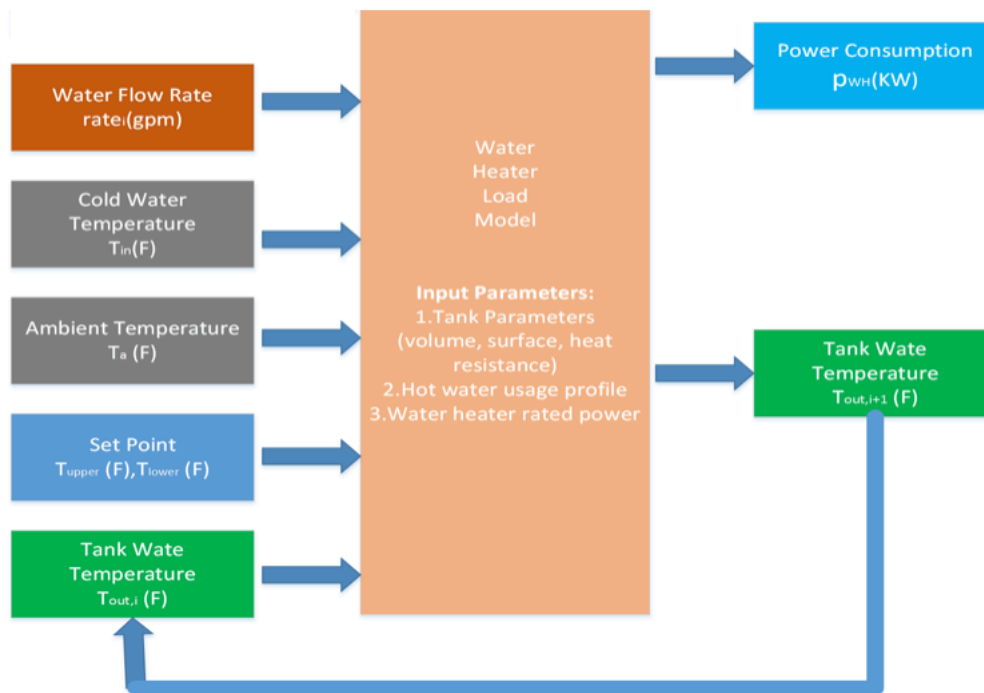 Water Flow Rate
rateᵢ(gpm)
Cold Water
Temperature
Tin(F)
Ambient Temperature
Ta (F)
Set Point
Tupper (F),Tlower (F)
Tank Wate
Temperature
Tout,i (F)
Water
Heater
Load
Model
Input Parameters:
1.Tank Parameters
(volume, surface, heat
resistance)
2.Hot water usage profile
3.Water heater rated power
Power Consumption
pWH(KW)
Tank Wate
Temperature
Tout,i+1 (F)